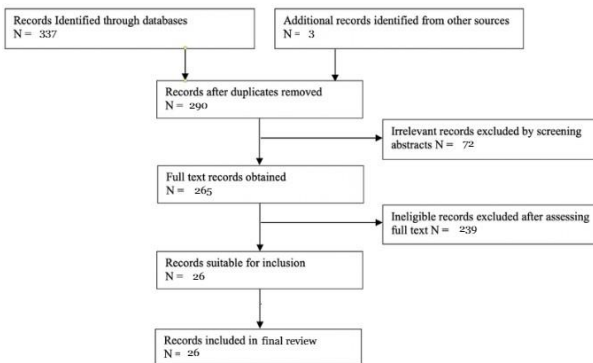 Records Identified through databases
N = 337
Additional records identified from other sources
N = 3
Records after duplicates removed
N = 290
Irrelevant records excluded by screening
abstracts N = 72
Full text records obtained
N = 265
Ineligible records excluded after assessing
full text N = 239
Records suitable for inclusion
N = 26
Records included in final review
N = 26